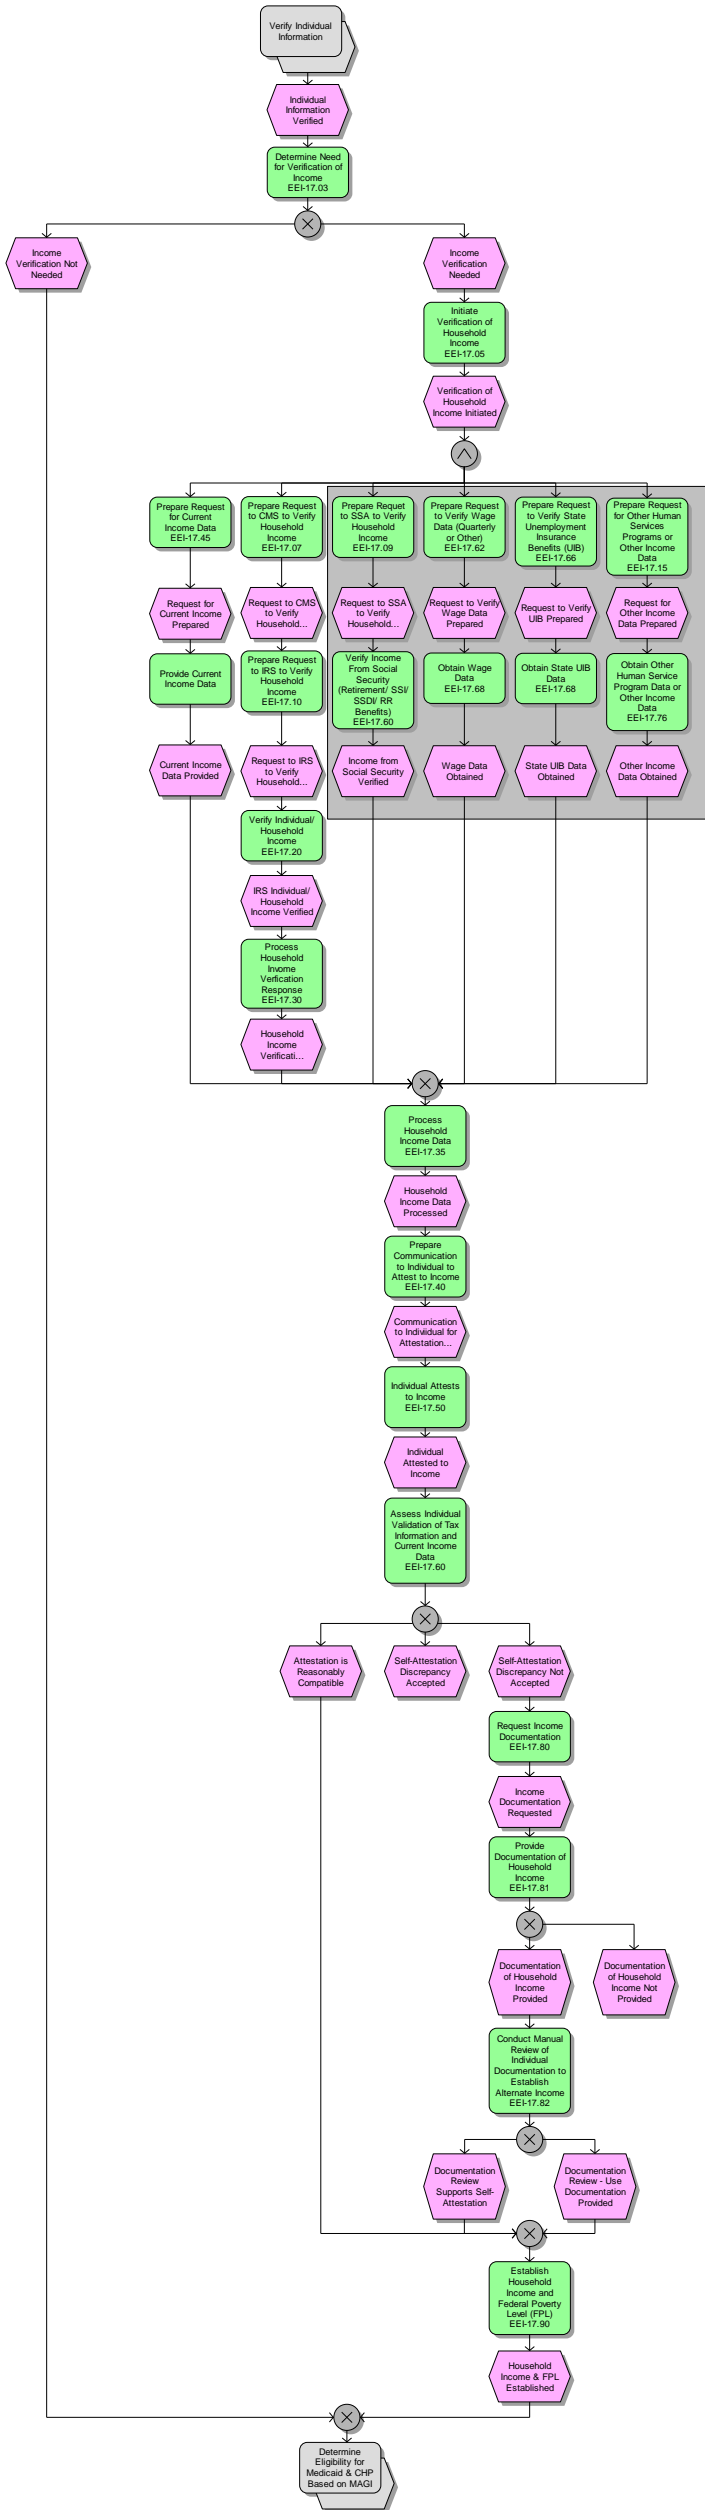 Verify Individual
Information
Individual
Information
Verified
Determine Need
for Verification of
Income
EEI-17.03
Income
Verification Not
Needed
Income
Verification
Needed
Initiate
Verification of
Household
Income
EEI-17.05
Verification of
Household
Income Initiated
Prepare Request
for Current
Income Data
EEI-17.45
Prepare Request
to CMS to Verify
Household
Income
EEI-17.07
Prepare Requet
to SSA to Verify
Household
Income
EEI-17.09
Prepare Request
to Verify Wage
Data (Quarterly
or Other)
EEI-17.62
Prepare Request
to Verify State
Unemployment
Insurance
Benefits (UIB)
EEI-17.66
Prepare Request
for Other Human
Services
Programs or
Other Income
Data
EEI-17.15
Request for
Current Income
Prepared
Request to CMS
to Verify
Household...
Request to SSA
to Verify
Household...
Request to Verify
Wage Data
Prepared
Request to Verify
UIB Prepared
Request for
Other Income
Data Prepared
Provide Current
Income Data
Prepare Request
to IRS to Verify
Household
Income
EEI-17.10
Verify Income
From Social
Security
(Retirement/ SSI/
SSDI/ RR
Benefits)
EEI-17.60
Obtain Wage
Data
EEI-17.68
Obtain State UIB
Data
EEI-17.68
Obtain Other
Human Service
Program Data or
Other Income
Data
EEI-17.76
Current Income
Data Provided
Request to IRS
to Verify
Household...
Income from
Social Security
Verified
Wage Data
Obtained
State UIB Data
Obtained
Other Income
Data Obtained
Verify Individual/
Household
Income
EEI-17.20
IRS Individual/
Household
Income Verified
Process
Household
Invome
Verfication
Response
EEI-17.30
Household
Income
Verificati...
Process
Household
Income Data
EEI-17.35
Household
Income Data
Processed
Prepare
Communication
to Individual to
Attest to Income
EEI-17.40
Communication
to Indiividual for
Attestation...
Individual Attests
to Income
EEI-17.50
Individual
Attested to
Income
Assess Individual
Validation of Tax
Information and
Current Income
Data
EEI-17.60
Attestation is
Reasonably
Compatible
Self-Attestation
Discrepancy
Accepted
Self-Attestation
Discrepancy Not
Accepted
Request Income
Documentation
EEI-17.80
Income
Documentation
Requested
Provide
Documentation of
Household
Income
EEI-17.81
Documentation
of Household
Income
Provided
Documentation
of Household
Income Not
Provided
Conduct Manual
Review of
Individual
Documentation to
Establish
Alternate Income
EEI-17.82
Documentation
Review
Supports Self-
Attestation
Documentation
Review - Use
Documentation
Provided
Establish
Household
Income and
Federal Poverty
Level (FPL)
EEI-17.90
Household
Income & FPL
Established
Determine
Eligibility for
Medicaid & CHP
Based on MAGI